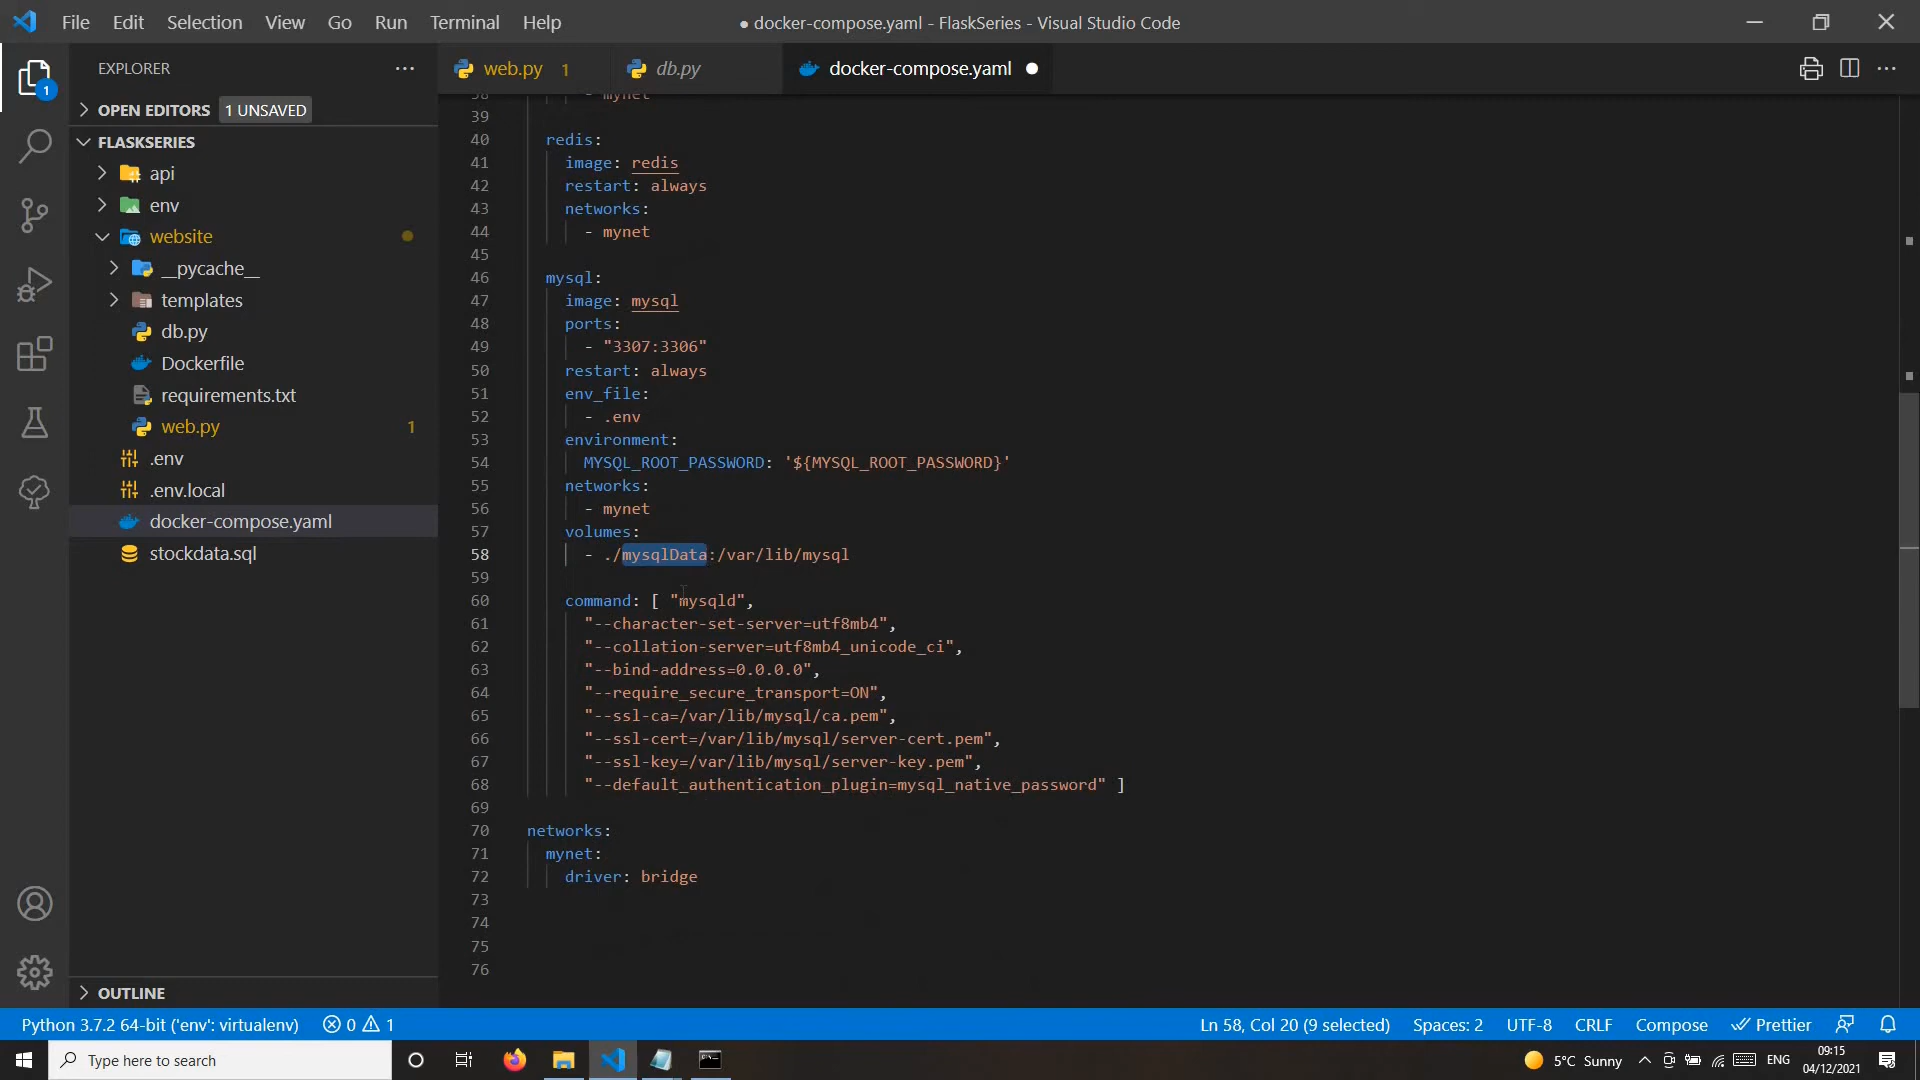 File Edit Selection View Go Run Terminal Help
● docker-compose.yaml - FlaskSeries - Visual Studio Code
EXPLORER
web.py 1
db.py
docker-compose.yaml
1
OPEN EDITORS 1 UNSAVED
FLASKSERIES
api
env
website
__pycache__
templates
db.py
Dockerfile
requirements.txt
web.py 1
.env
.env.local
docker-compose.yaml
stockdata.sql
OUTLINE
38 - mynet
39
40 redis:
41 image: redis
42 restart: always
43 networks:
44 - mynet
45
46 mysql:
47 image: mysql
48 ports:
49 - "3307:3306"
50 restart: always
51 env_file:
52 - .env
53 environment:
54 MYSQL_ROOT_PASSWORD: '${MYSQL_ROOT_PASSWORD}'
55 networks:
56 - mynet
57 volumes:
58 - ./mysqlData:/var/lib/mysql
59
60 command: [ "mysqld",
61 "--character-set-server=utf8mb4",
62 "--collation-server=utf8mb4_unicode_ci",
63 "--bind-address=0.0.0.0",
64 "--require_secure_transport=ON",
65 "--ssl-ca=/var/lib/mysql/ca.pem",
66 "--ssl-cert=/var/lib/mysql/server-cert.pem",
67 "--ssl-key=/var/lib/mysql/server-key.pem",
68 "--default_authentication_plugin=mysql_native_password" ]
69
70 networks:
71 mynet:
72 driver: bridge
73
74
75
76
Python 3.7.2 64-bit ('env': virtualenv) 0 1 Ln 58, Col 20 (9 selected) Spaces: 2 UTF-8 CRLF Compose Prettier
Type here to search
5°C Sunny
ENG
09:15
04/12/2021